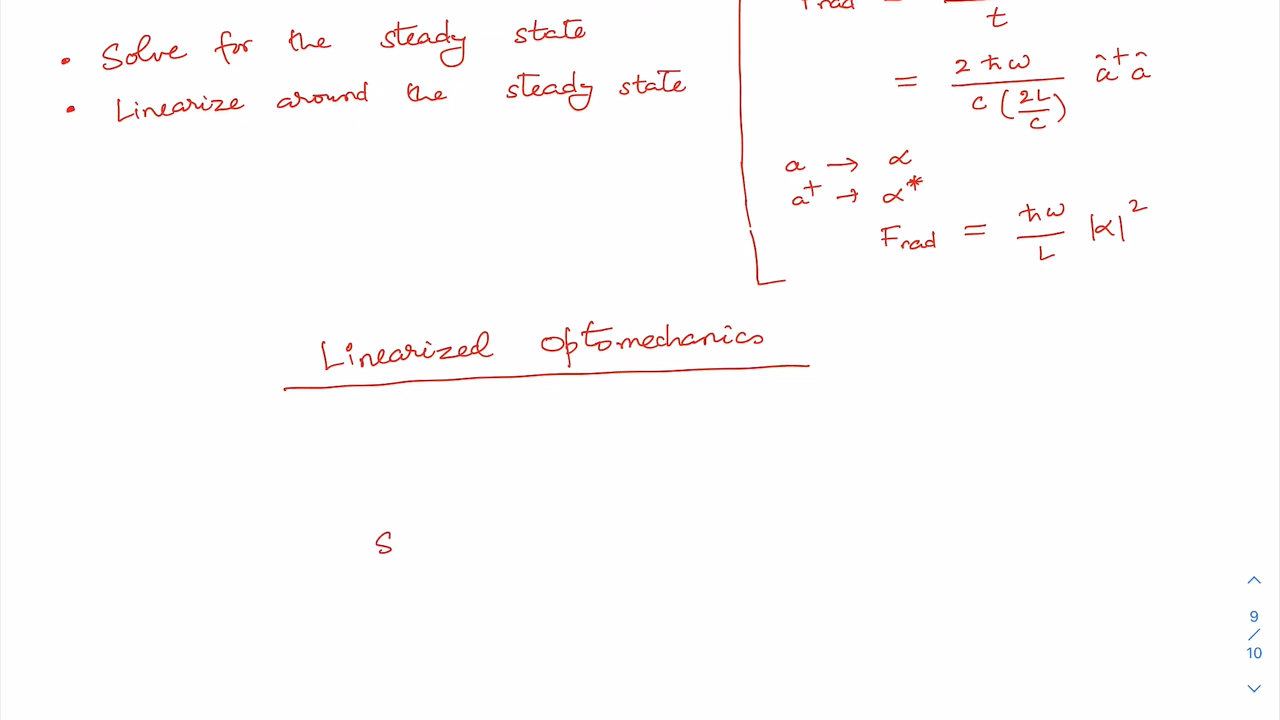 • Solve for the steady state
• Linearize around the steady state
Frad = / t
= 2ħω / c (2L/c) â†â
a → α
a† → α*
Frad = ħω / L |α|²
Linearized Optomechanics
S
9
/
10